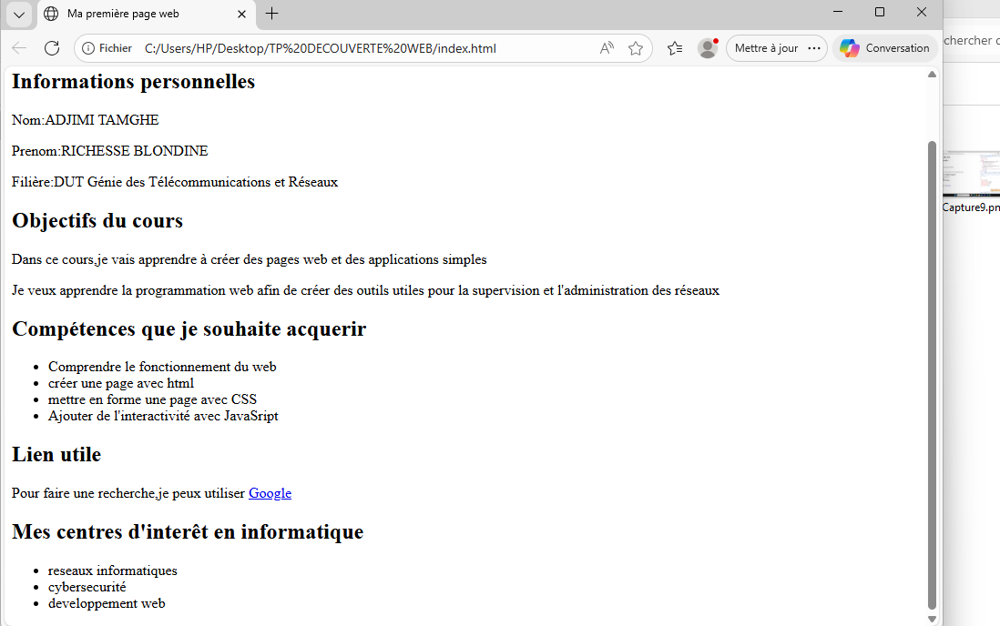 Ma première page web
Fichier
C:/Users/HP/Desktop/TP%20DECOUVERTE%20WEB/index.html
Mettre à jour
Conversation
chercher
Informations personnelles
Nom:ADJIMI TAMGHE
Prenom:RICHESSE BLONDINE
Filière:DUT Génie des Télécommunications et Réseaux
Objectifs du cours
Dans ce cours,je vais apprendre à créer des pages web et des applications simples
Je veux apprendre la programmation web afin de créer des outils utiles pour la supervision et l'administration des réseaux
Compétences que je souhaite acquerir
Comprendre le fonctionnement du web
créer une page avec html
mettre en forme une page avec CSS
Ajouter de l'interactivité avec JavaSript
Lien utile
Pour faire une recherche,je peux utiliser Google
Mes centres d'interêt en informatique
reseaux informatiques
cybersecurité
developpement web
Capture9.pn